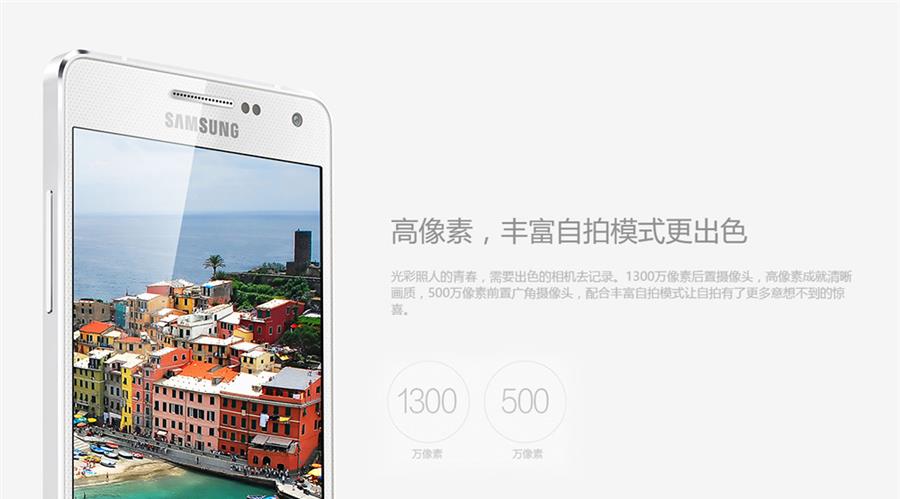 SAMSUNG
高像素，丰富自拍模式更出色
光彩照人的青春，需要出色的相机去记录。1300万像素后置摄像头，高像素成就清晰
画质，500万像素前置广角摄像头，配合丰富自拍模式让自拍有了更多意想不到的惊
喜。
1300 500
万像素 万像素